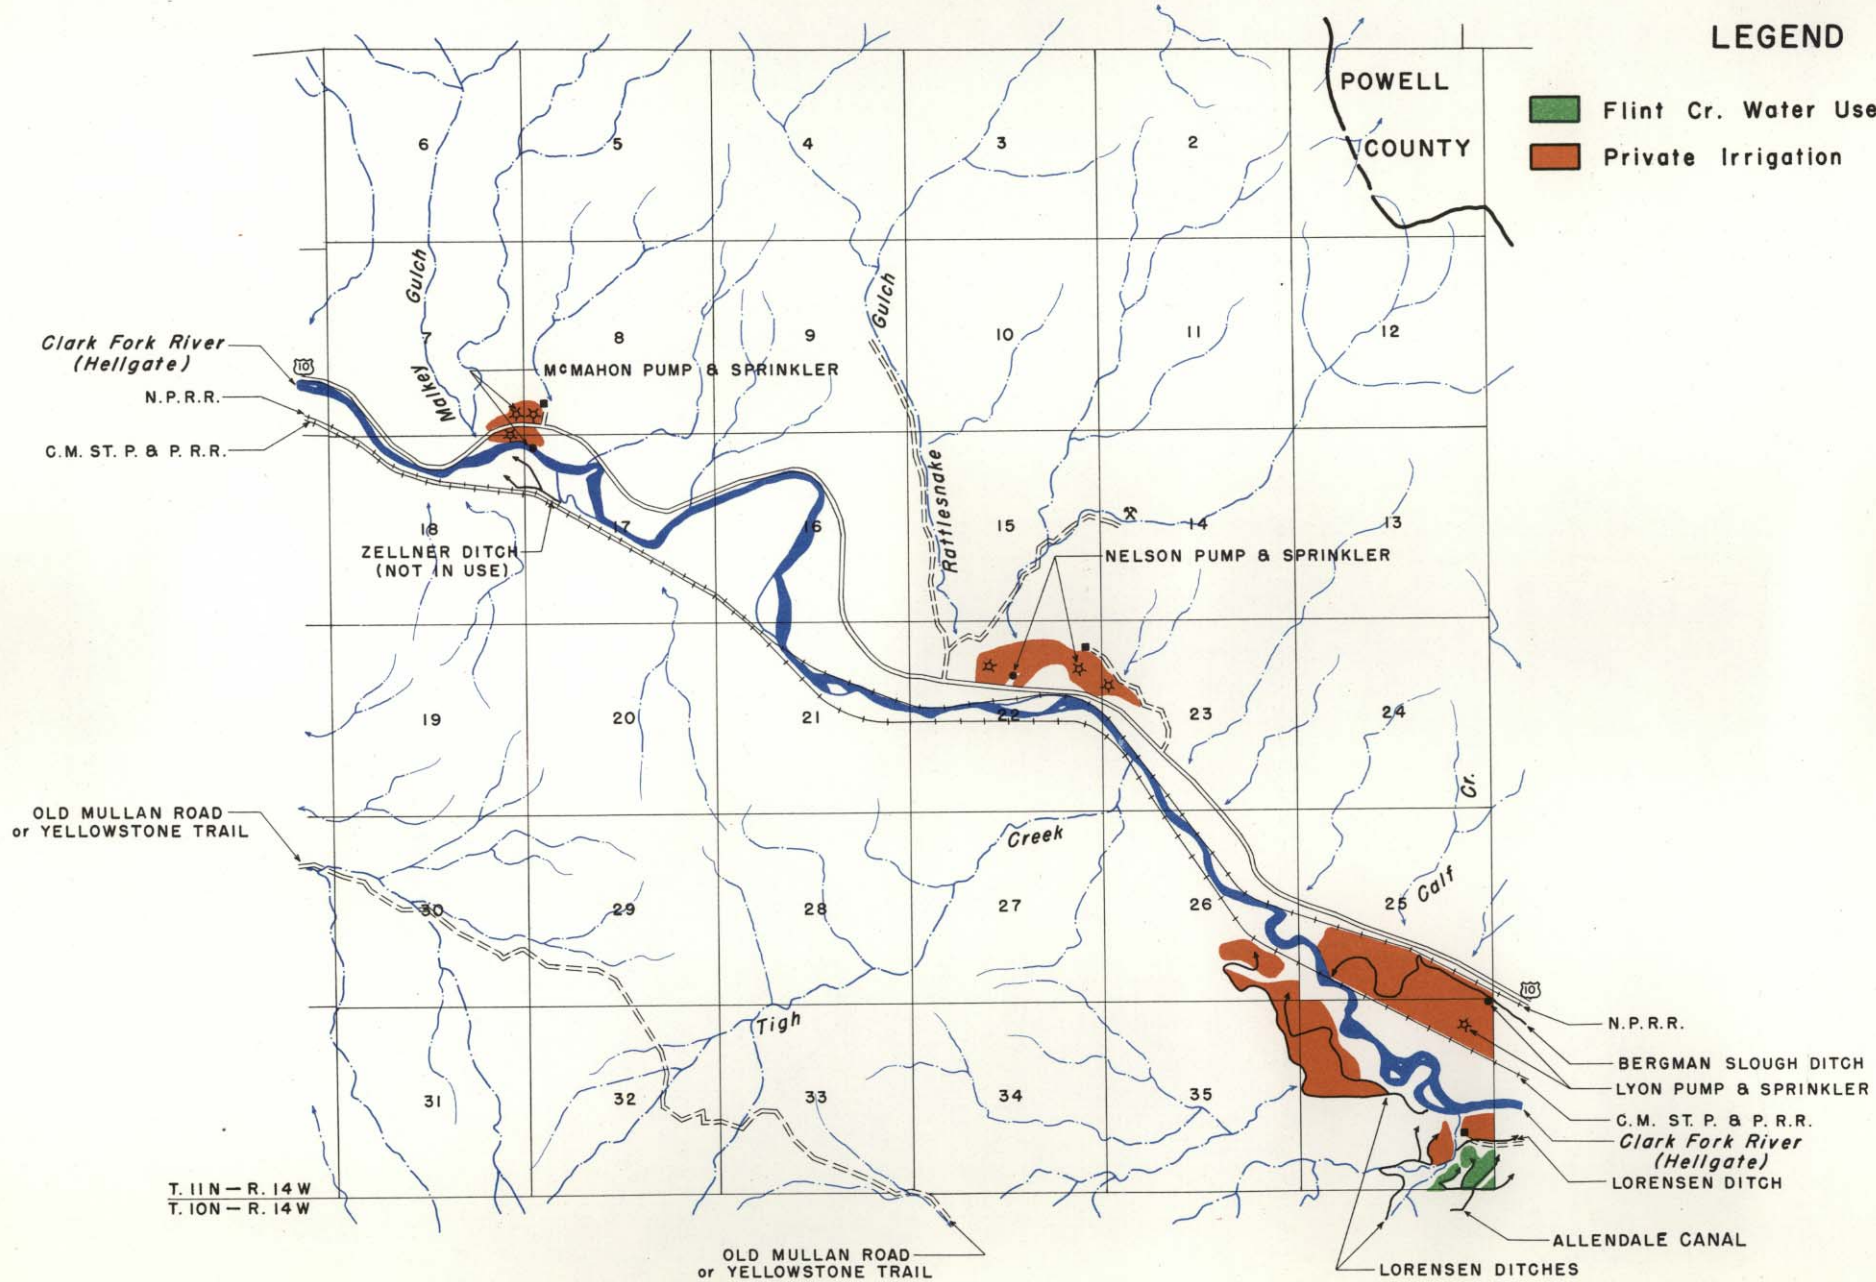 LEGEND
Flint Cr. Water Use
Private Irrigation
POWELL
COUNTY
6
5
4
3
2
Gulch
Gulch
7
8
9
10
11
12
Clark Fork River
(Hellgate)
10
N.P.R.R.
C.M. ST. P. & P. R.R.
McMAHON PUMP & SPRINKLER
Malkey
Rattlesnake
18
17
16
15
14
13
ZELLNER DITCH
(NOT IN USE)
NELSON PUMP & SPRINKLER
19
20
21
22
23
24
OLD MULLAN ROAD
or YELLOWSTONE TRAIL
Cr.
Creek
Calf
30
29
28
27
26
25
10
Tigh
N.P.R.R.
BERGMAN SLOUGH DITCH
LYON PUMP & SPRINKLER
31
32
33
34
35
C.M. ST. P. & P. R.R.
Clark Fork River
(Hellgate)
LORENSEN DITCH
T. 11N – R. 14W
T. 10N – R. 14W
ALLENDALE CANAL
OLD MULLAN ROAD
or YELLOWSTONE TRAIL
LORENSEN DITCHES